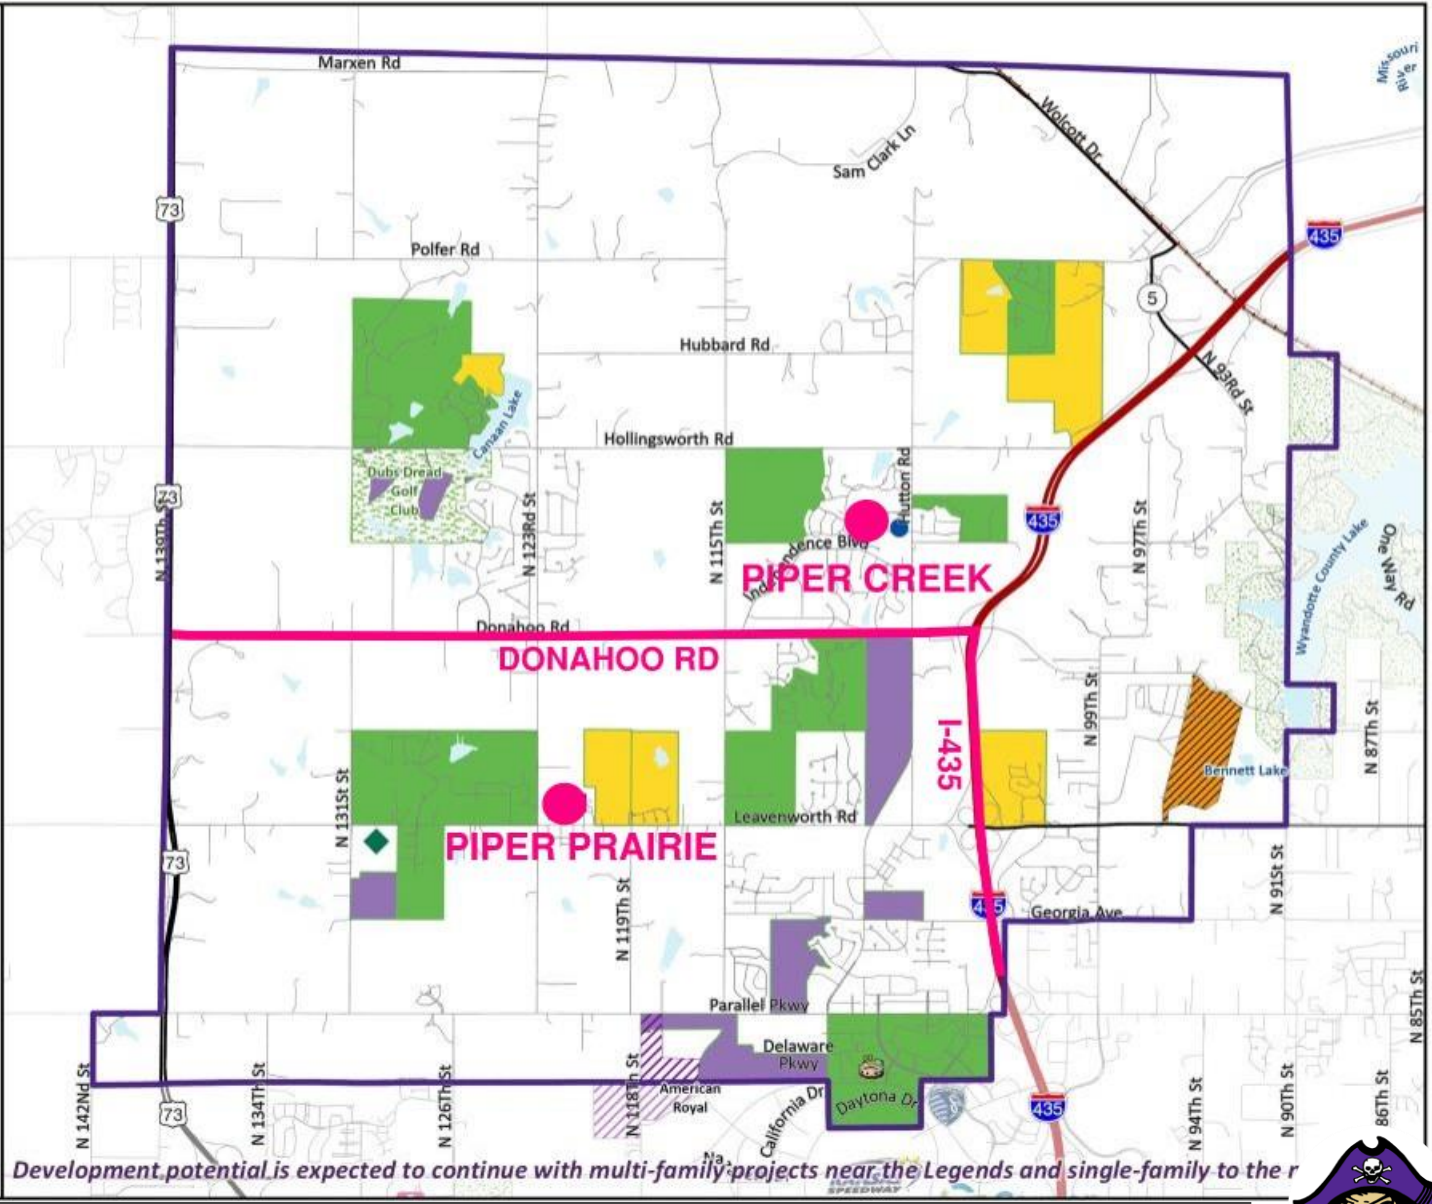 Marxen Rd
Missouri
River
Wolcott Dr
Sam Clark Ln
73
435
Polfer Rd
5
Hubbard Rd
N 93Rd St
Canaan Lake
Hollingsworth Rd
Dubs Dread
Golf
Club
73
N 139Th St
N 123Rd St
N 115Th St
Hutton Rd
435
N 97Th St
Wyandotte County Lake
One Way Rd
Independence Blvd
PIPER CREEK
Donahoo Rd
DONAHOO RD
I-435
N 99Th St
N 87Th St
Bennett Lake
N 131St St
Leavenworth Rd
PIPER PRAIRIE
73
N 119Th St
435
Georgia Ave
N 91St St
Parallel Pkwy
N 85Th St
Delaware
Pkwy
N 142Nd St
N 134Th St
N 126Th St
N 118Th St
American
Royal
California Dr
Daytona Dr
73
435
N 94Th St
N 90Th St
86Th St
Na
Development potential is expected to continue with multi-family projects near the Legends and single-family to the n
SPEEDWAY